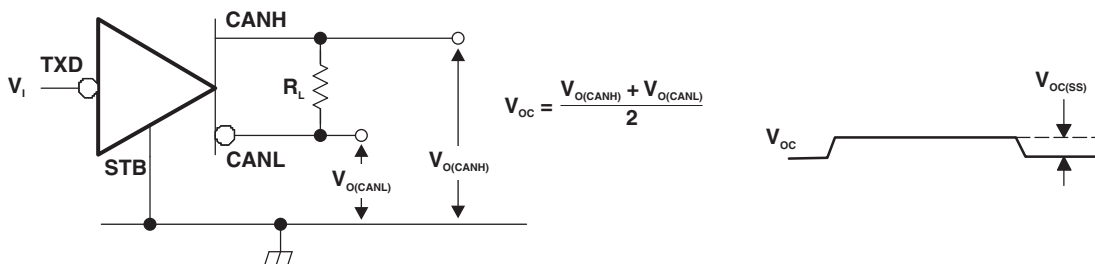 CANH
TXD
V_I
R_L
STB
CANL
V_O(CANL)
V_O(CANH)
V_OC = V_O(CANH) + V_O(CANL)
2
V_OC(SS)
V_OC